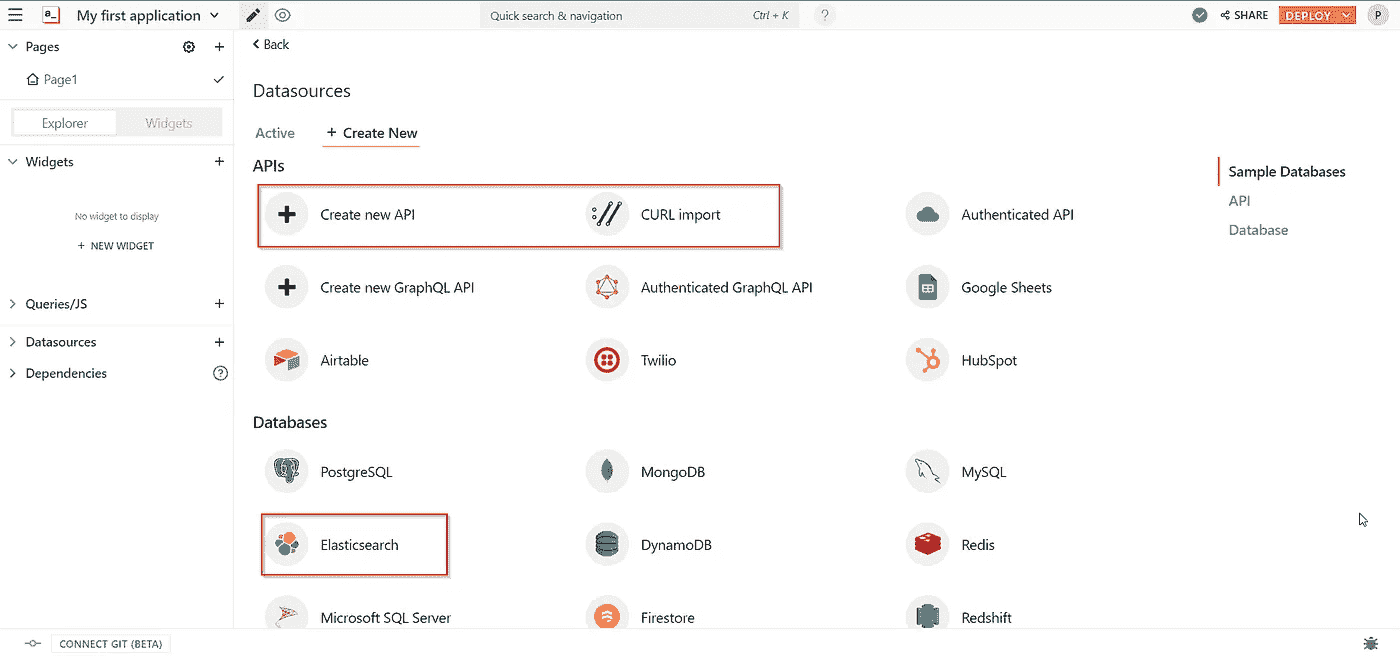 a_ My first application
Quick search & navigation Ctrl + K
?
SHARE
DEPLOY
P
Pages
+
Page1
Explorer Widgets
Widgets +
No widget to display
+ NEW WIDGET
Queries/JS +
Datasources +
Dependencies ?
Back
Datasources
Active + Create New
APIs
Create new API CURL import Authenticated API
Create new GraphQL API Authenticated GraphQL API Google Sheets
Airtable Twilio HubSpot
Databases
PostgreSQL MongoDB MySQL
Elasticsearch DynamoDB Redis
Microsoft SQL Server Firestore Redshift
Sample Databases
API
Database
CONNECT GIT (BETA)